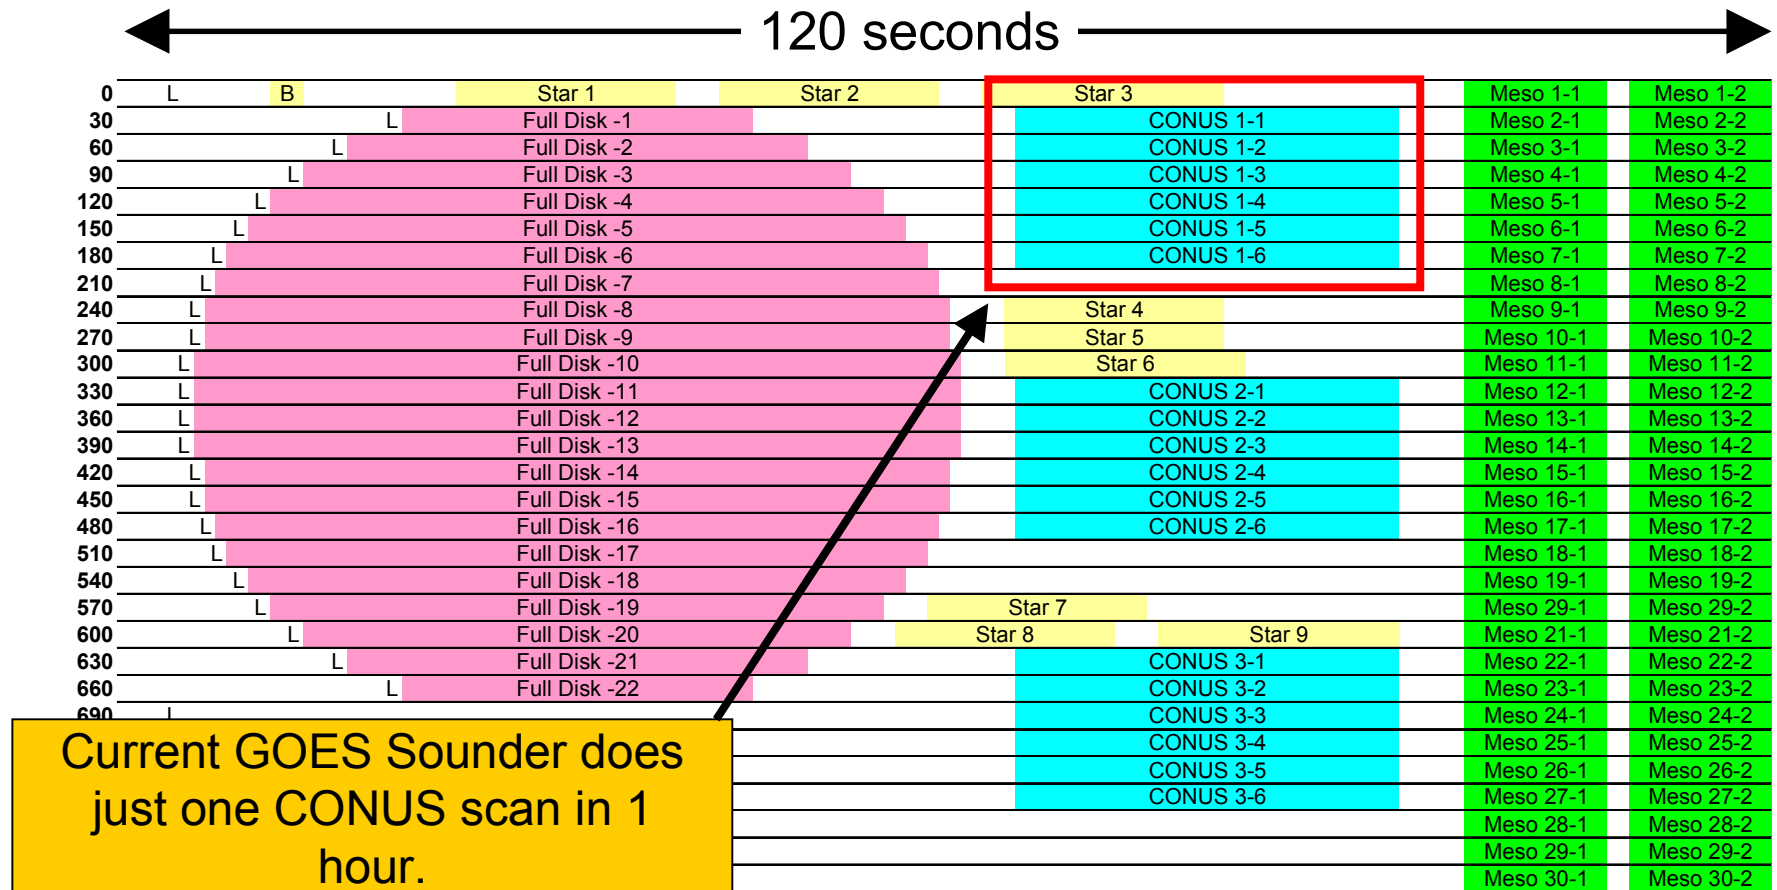 120 seconds
0 L B Star 1 Star 2 Star 3 Meso 1-1 Meso 1-2
30 L Full Disk -1 CONUS 1-1 Meso 2-1 Meso 2-2
60 L Full Disk -2 CONUS 1-2 Meso 3-1 Meso 3-2
90 L Full Disk -3 CONUS 1-3 Meso 4-1 Meso 4-2
120 L Full Disk -4 CONUS 1-4 Meso 5-1 Meso 5-2
150 L Full Disk -5 CONUS 1-5 Meso 6-1 Meso 6-2
180 L Full Disk -6 CONUS 1-6 Meso 7-1 Meso 7-2
210 L Full Disk -7 Meso 8-1 Meso 8-2
240 L Full Disk -8 Star 4 Meso 9-1 Meso 9-2
270 L Full Disk -9 Star 5 Meso 10-1 Meso 10-2
300 L Full Disk -10 Star 6 Meso 11-1 Meso 11-2
330 L Full Disk -11 CONUS 2-1 Meso 12-1 Meso 12-2
360 L Full Disk -12 CONUS 2-2 Meso 13-1 Meso 13-2
390 L Full Disk -13 CONUS 2-3 Meso 14-1 Meso 14-2
420 L Full Disk -14 CONUS 2-4 Meso 15-1 Meso 15-2
450 L Full Disk -15 CONUS 2-5 Meso 16-1 Meso 16-2
480 L Full Disk -16 CONUS 2-6 Meso 17-1 Meso 17-2
510 L Full Disk -17 Meso 18-1 Meso 18-2
540 L Full Disk -18 Meso 19-1 Meso 19-2
570 L Full Disk -19 Star 7 Meso 29-1 Meso 29-2
600 L Full Disk -20 Star 8 Star 9 Meso 21-1 Meso 21-2
630 L Full Disk -21 CONUS 3-1 Meso 22-1 Meso 22-2
660 L Full Disk -22 CONUS 3-2 Meso 23-1 Meso 23-2
690 L CONUS 3-3 Meso 24-1 Meso 24-2
CONUS 3-4 Meso 25-1 Meso 25-2
CONUS 3-5 Meso 26-1 Meso 26-2
CONUS 3-6 Meso 27-1 Meso 27-2
Meso 28-1 Meso 28-2
Meso 29-1 Meso 29-2
Meso 30-1 Meso 30-2
Current GOES Sounder does
just one CONUS scan in 1
hour.